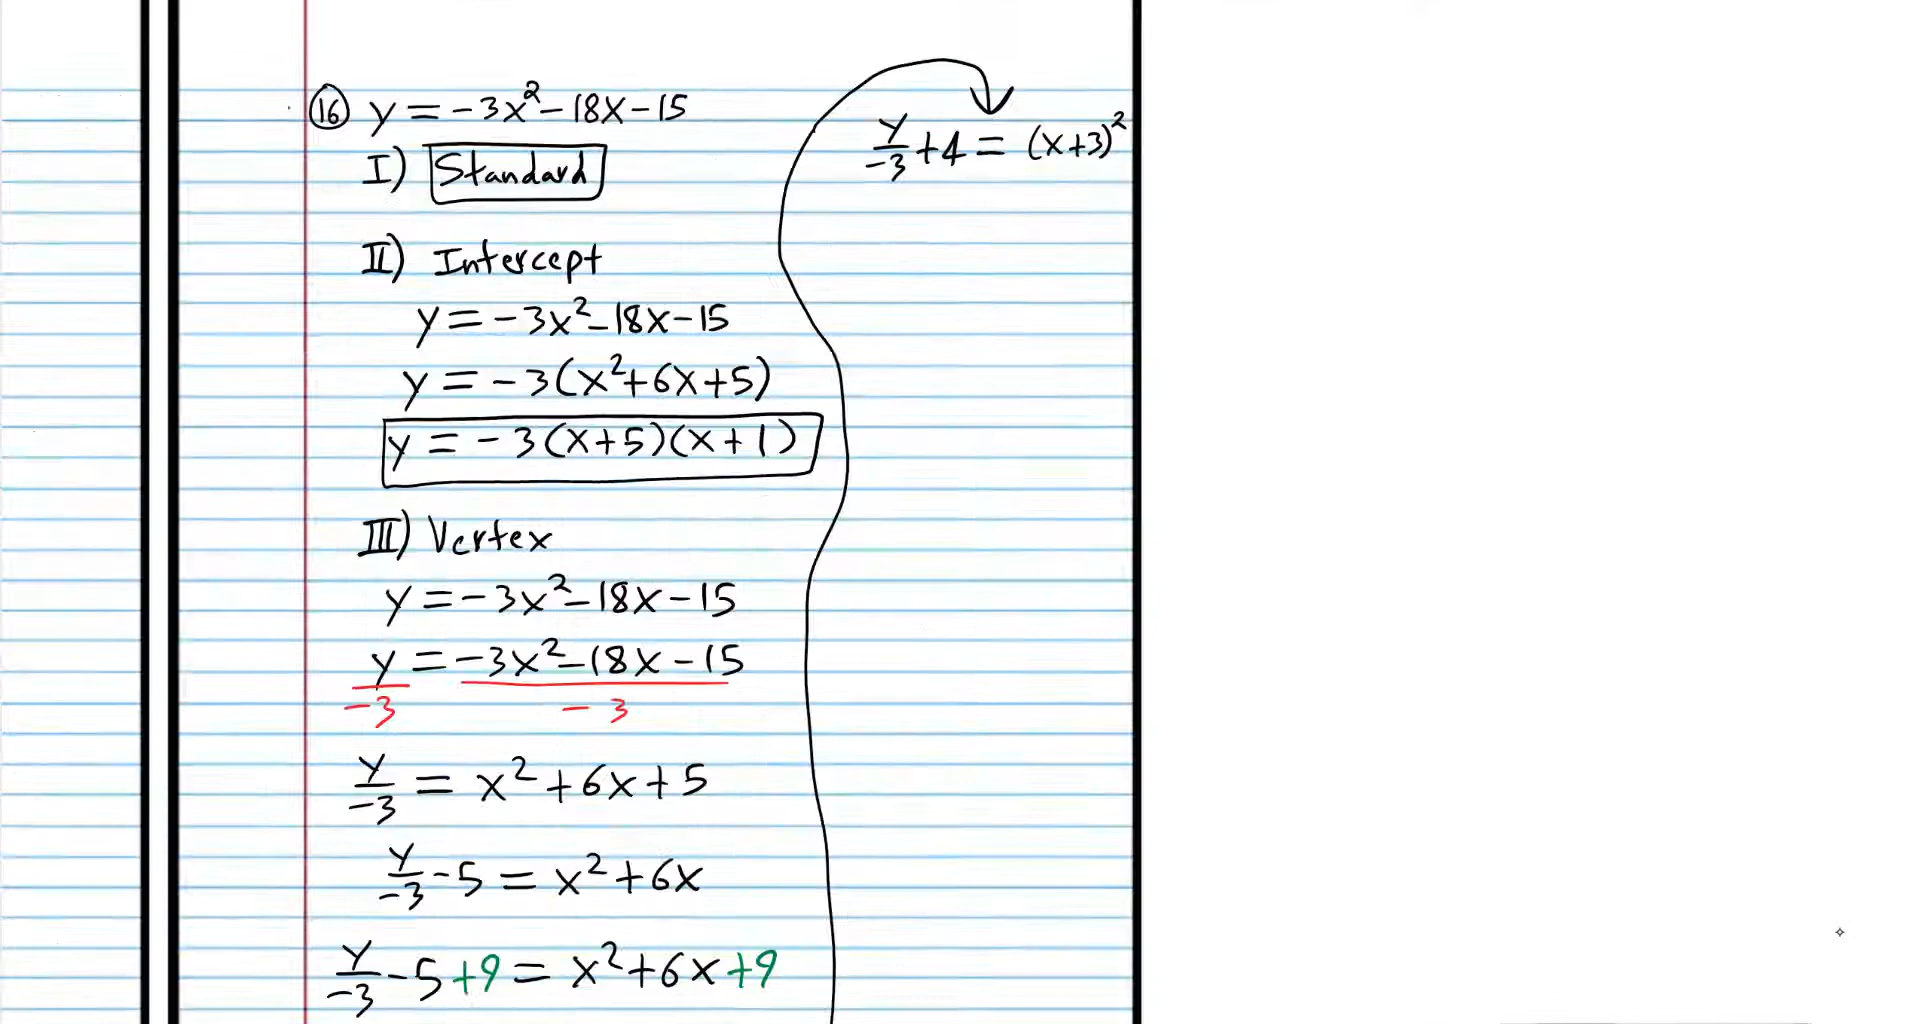 16 y = -3x² - 18x - 15
I) Standard
II) Intercept
y = -3x² - 18x - 15
y = -3(x² + 6x + 5)
y = -3(x + 5)(x + 1)
III) Vertex
y = -3x² - 18x - 15
y = -3x² - 18x - 15
-3 -3
y/-3 = x² + 6x + 5
y/-3 - 5 = x² + 6x
y/-3 - 5 + 9 = x² + 6x + 9
y/-3 + 4 = (x + 3)²